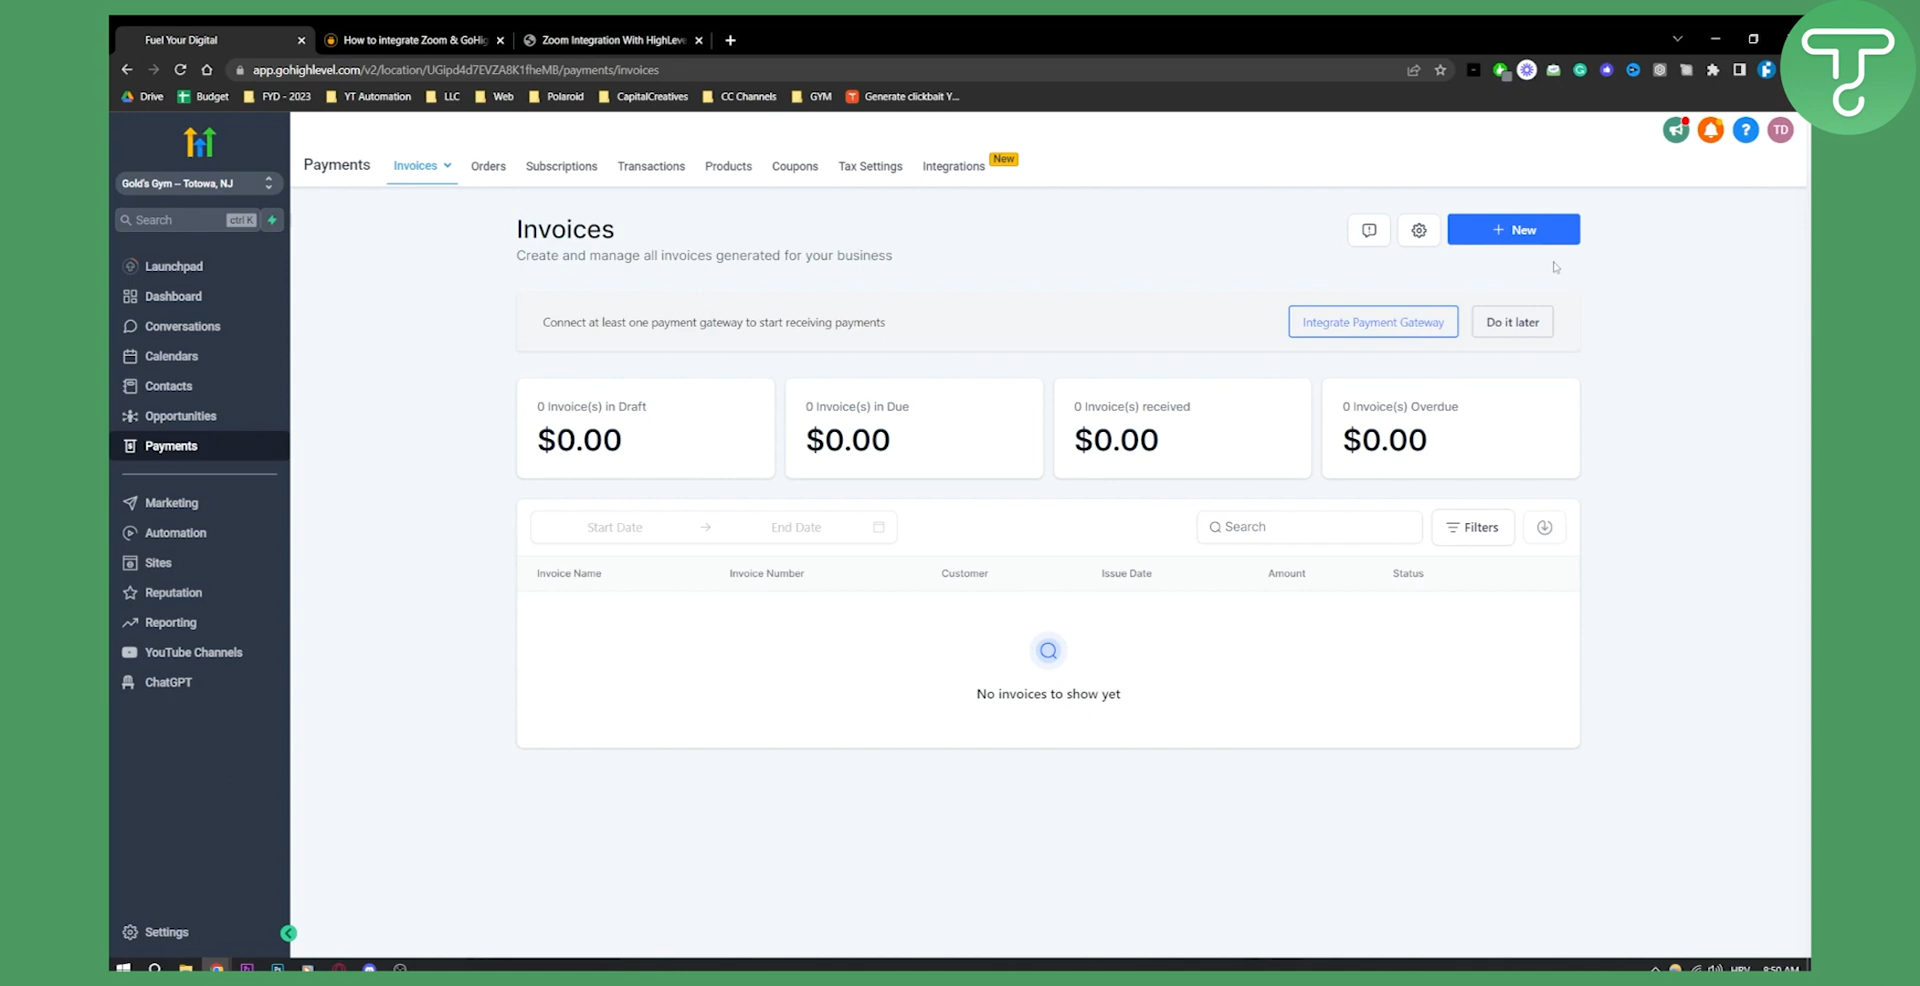 Fuel Your Digital
How to integrate Zoom & GoHig
Zoom Integration With HighLeve
app.gohighlevel.com/v2/location/UGipd4d7EVZA8K1fheMB/payments/invoices
Drive
Budget
FYD - 2023
YT Automation
LLC
Web
Polaroid
CapitalCreatives
CC Channels
GYM
Generate clickbait Y...
Gold's Gym -- Totowa, NJ
Search
ctrl K
Launchpad
Dashboard
Conversations
Calendars
Contacts
Opportunities
Payments
Marketing
Automation
Sites
Reputation
Reporting
YouTube Channels
ChatGPT
Settings
TD
Payments
Invoices
Orders
Subscriptions
Transactions
Products
Coupons
Tax Settings
Integrations
New
Invoices
Create and manage all invoices generated for your business
+ New
Connect at least one payment gateway to start receiving payments
Integrate Payment Gateway
Do it later
0 Invoice(s) in Draft
$0.00
0 Invoice(s) in Due
$0.00
0 Invoice(s) received
$0.00
0 Invoice(s) Overdue
$0.00
Start Date
End Date
Search
Filters
Invoice Name
Invoice Number
Customer
Issue Date
Amount
Status
No invoices to show yet
HRV
8:50 AM